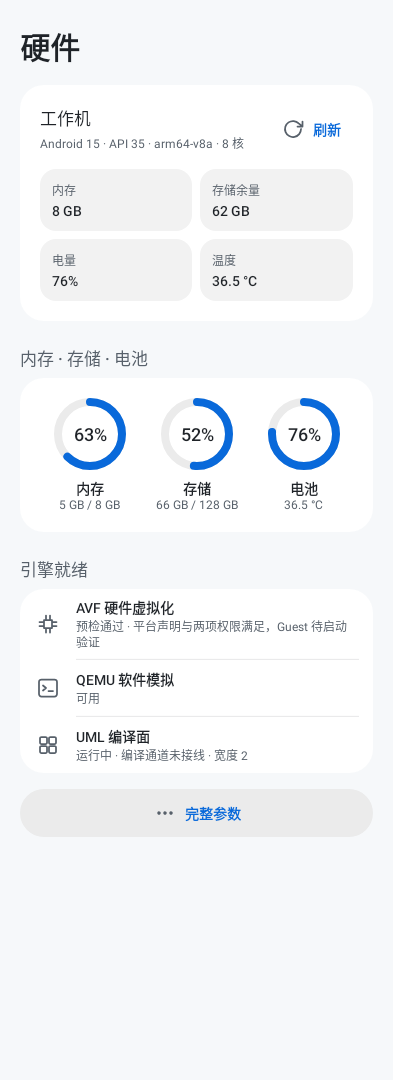 硬件
工作机
Android 15 · API 35 · arm64-v8a · 8 核
刷新
内存
8 GB
存储余量
62 GB
电量
76%
温度
36.5 °C
内存 · 存储 · 电池
63%
内存
5 GB / 8 GB
52%
存储
66 GB / 128 GB
76%
电池
36.5 °C
引擎就绪
AVF 硬件虚拟化
预检通过 · 平台声明与两项权限满足，Guest 待启动
验证
QEMU 软件模拟
可用
UML 编译面
运行中 · 编译通道未接线 · 宽度 2
完整参数